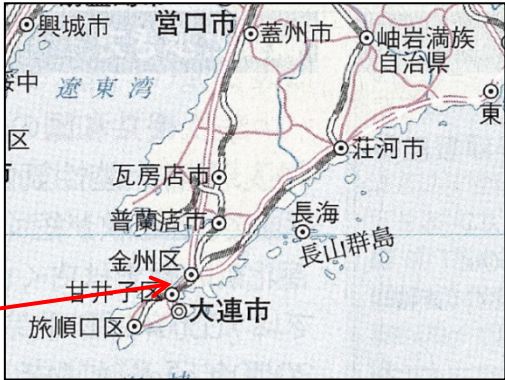 興城市
営口市
蓋州市
岫岩満族
自治県
遼東湾
綏中
東
区
荘河市
瓦房店市
普蘭店市
長海
長山群島
金州区
甘井子区
大連市
旅順口区